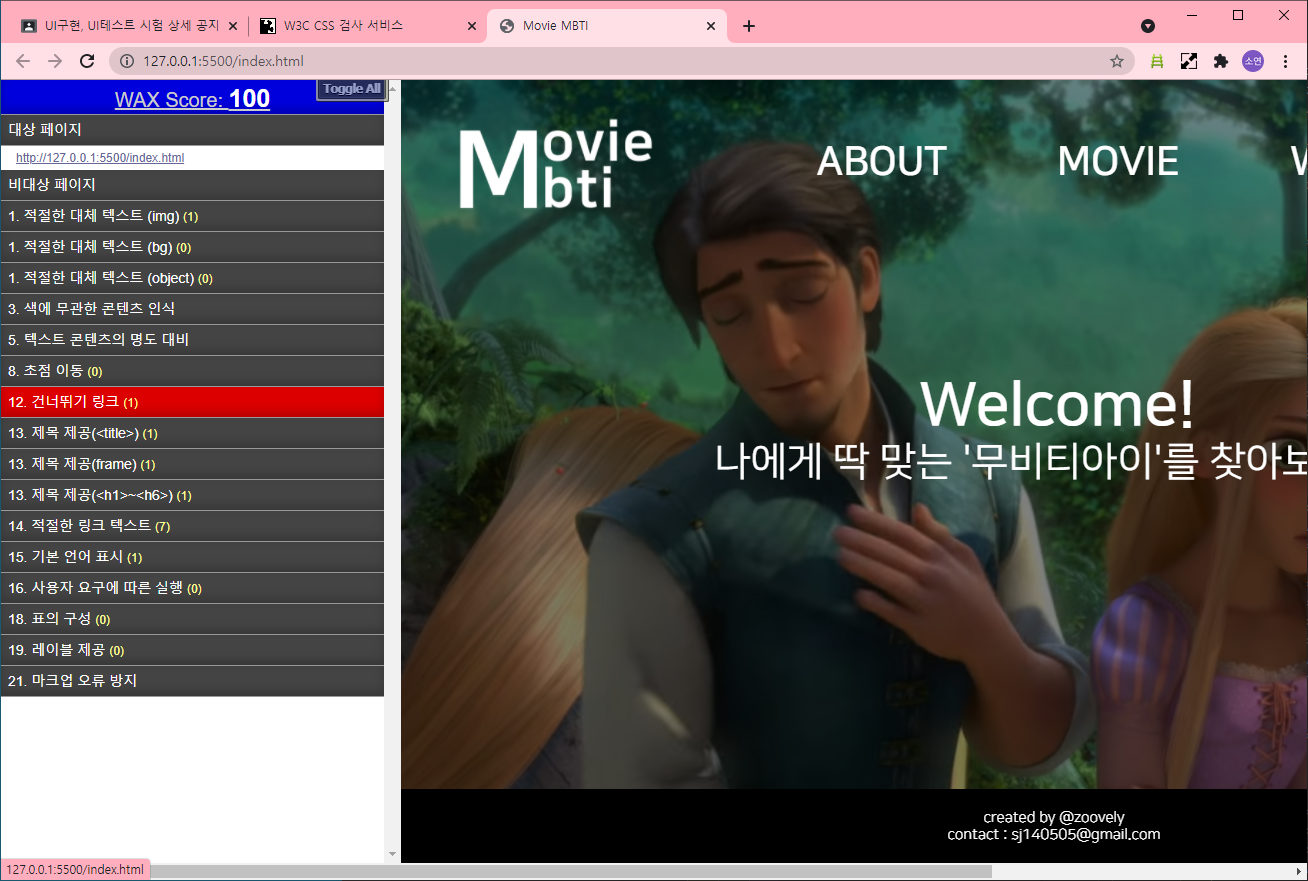 UI구현, UI테스트 시험 상세 공지
W3C CSS 검사 서비스
Movie MBTI
127.0.0.1:5500/index.html
소연
WAX Score: 100
Toggle All
대상 페이지
http://127.0.0.1:5500/index.html
비대상 페이지
1. 적절한 대체 텍스트 (img) (1)
1. 적절한 대체 텍스트 (bg) (0)
1. 적절한 대체 텍스트 (object) (0)
3. 색에 무관한 콘텐츠 인식
5. 텍스트 콘텐츠의 명도 대비
8. 초점 이동 (0)
12. 건너뛰기 링크 (1)
13. 제목 제공(<title>) (1)
13. 제목 제공(frame) (1)
13. 제목 제공(<h1>~<h6>) (1)
14. 적절한 링크 텍스트 (7)
15. 기본 언어 표시 (1)
16. 사용자 요구에 따른 실행 (0)
18. 표의 구성 (0)
19. 레이블 제공 (0)
21. 마크업 오류 방지
Movie
Mbti
ABOUT
MOVIE
Welcome!
나에게 딱 맞는 '무비티아이'를 찾아보
created by @zoovely
contact : sj140505@gmail.com
127.0.0.1:5500/index.html